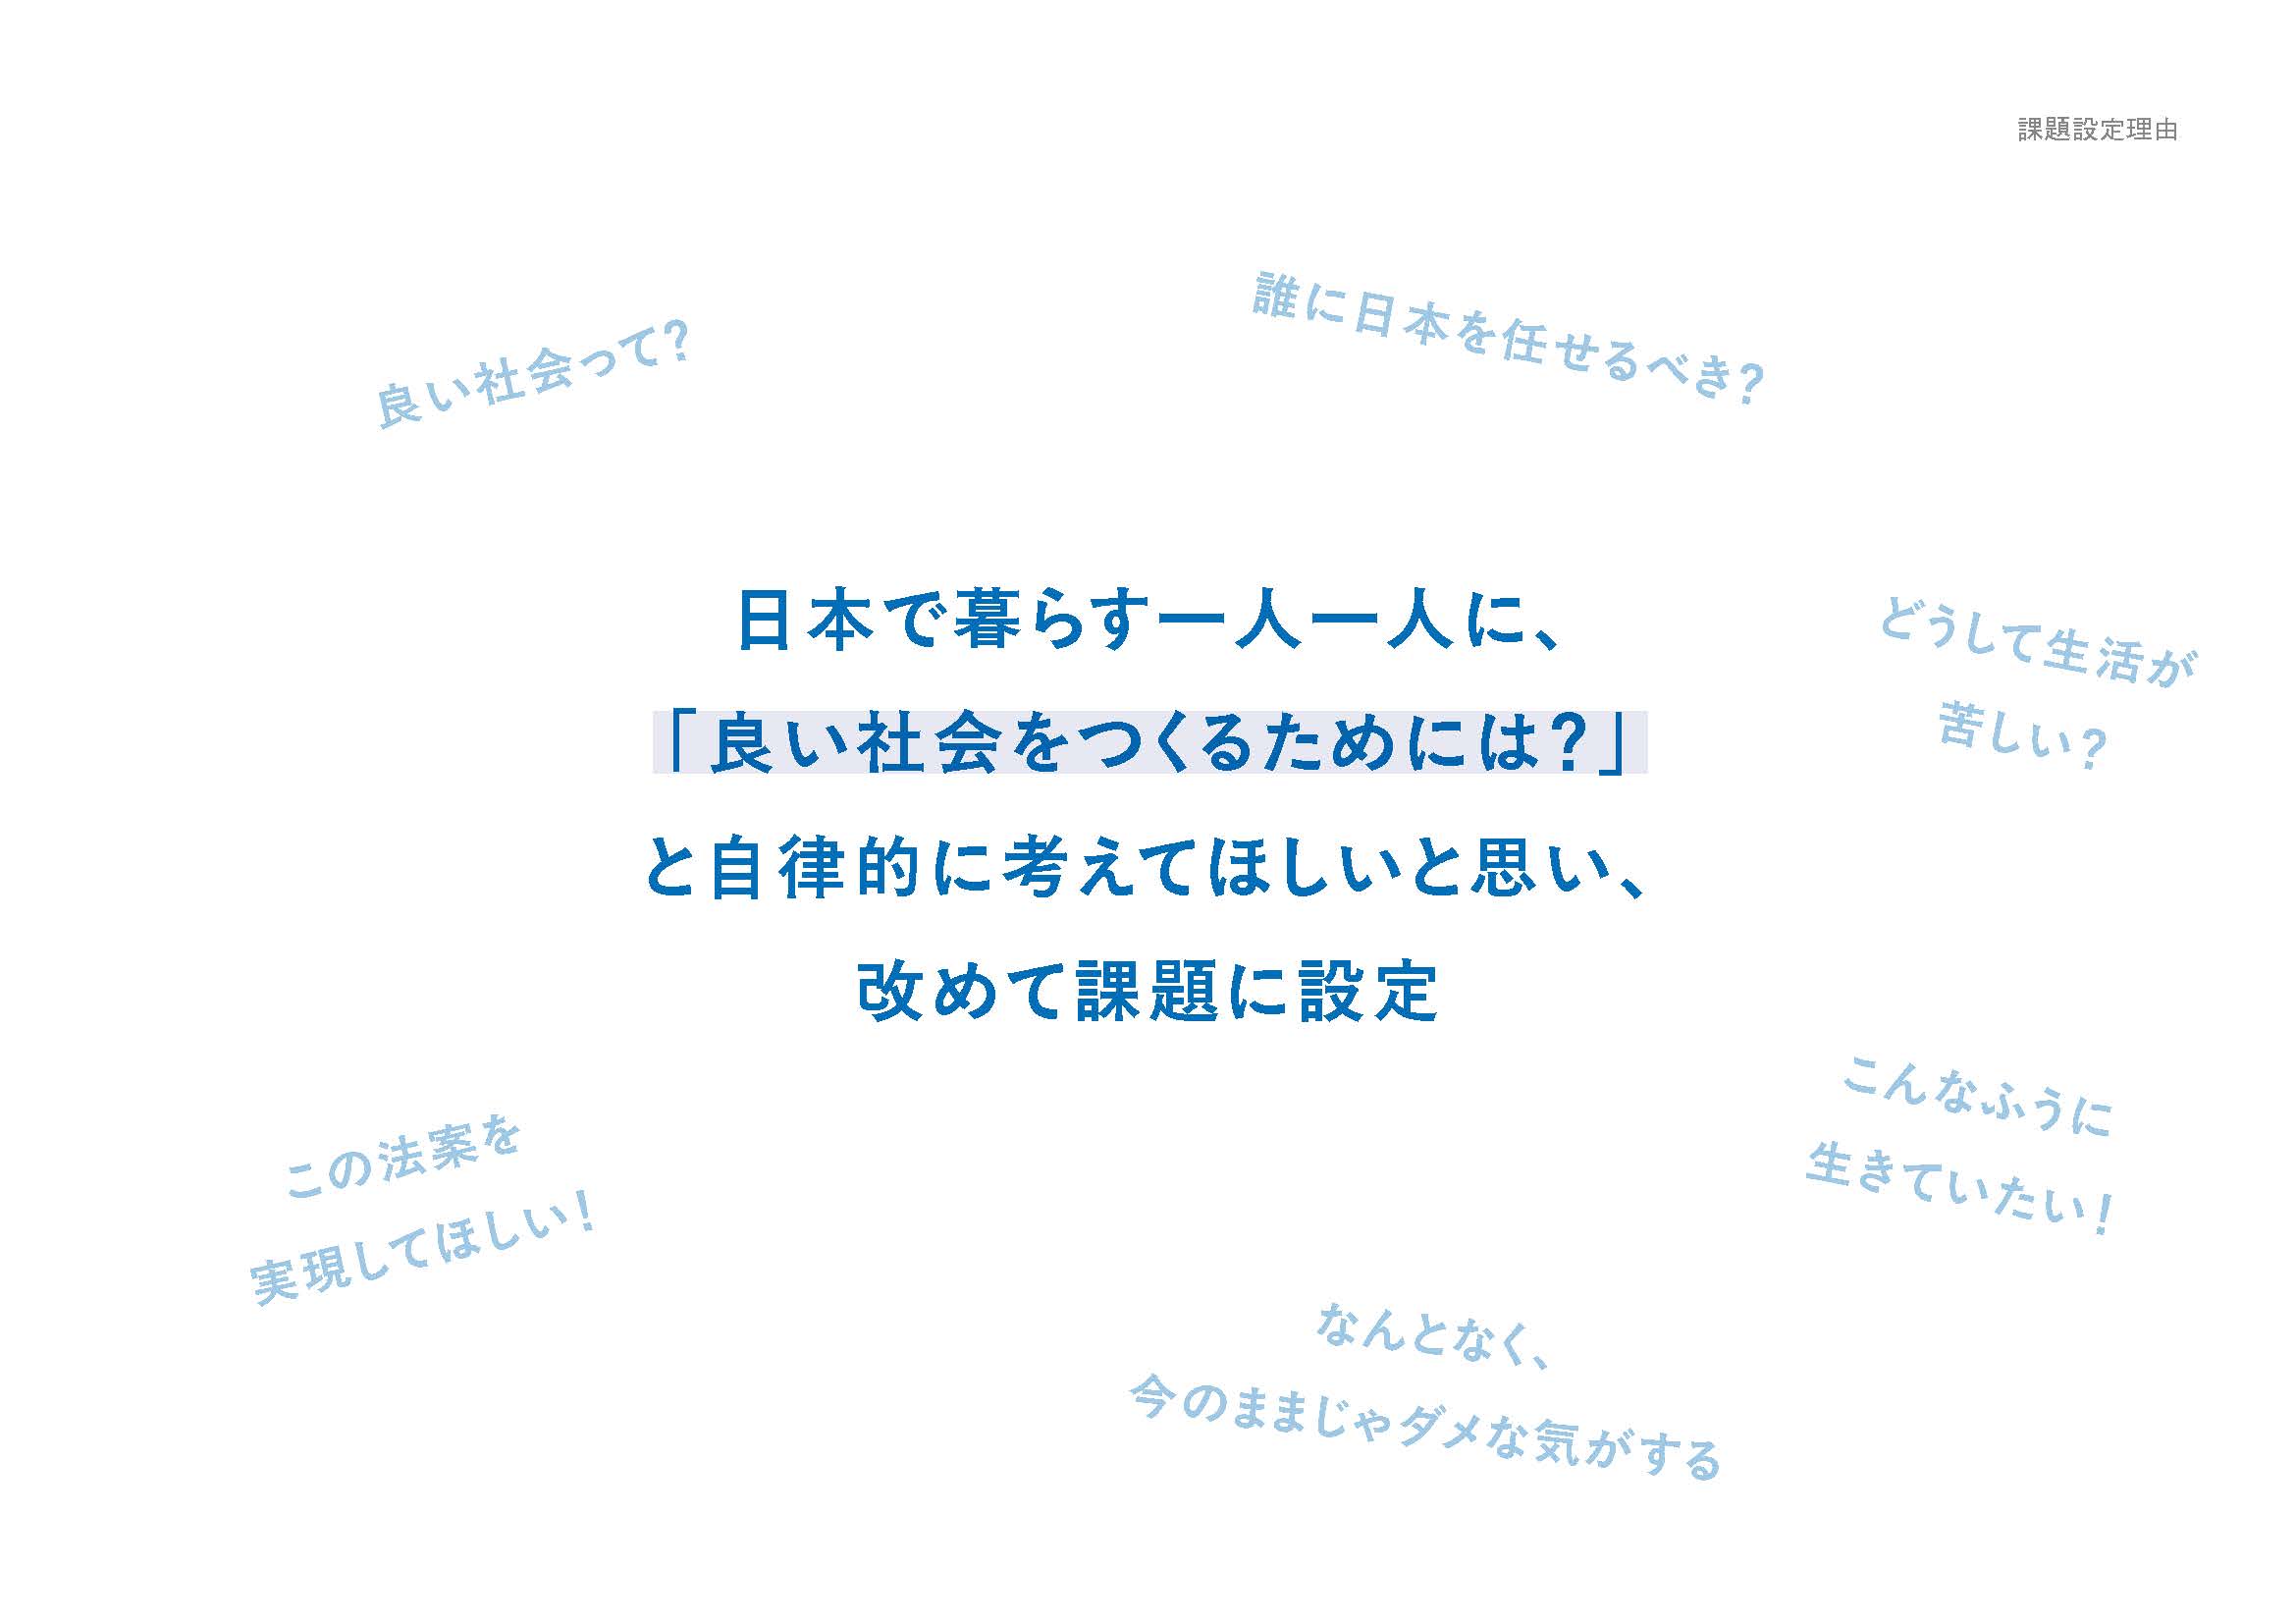 課題設定理由
良い社会って?
誰に日本を任せるべき?
日本で暮らす一人一人に、
「良い社会をつくるためには?」
と自律的に考えてほしいと思い、
改めて課題に設定
どうして生活が
苦しい?
この法案を
実現してほしい!
こんなふうに
生きていたい!
なんとなく、
今のままじゃダメな気がする